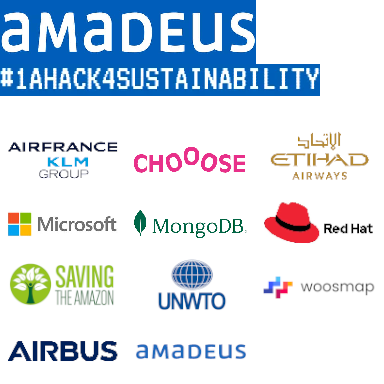 amadeus
#1AHACK4SUSTAINABILITY
AIRFRANCE
KLM
GROUP
CHOOOSE
الإتحاد
ETIHAD
AIRWAYS
Microsoft
MongoDB.
Red Hat
SAVING
THE AMAZON
UNWTO
woosmap
AIRBUS
amadeus